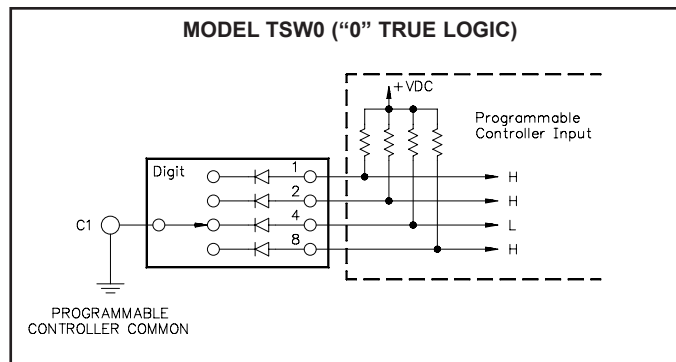 MODEL TSW0 (“0” TRUE LOGIC)
+VDC
Programmable
Controller Input
Digit
1
H
2
H
C1
4
L
8
H
PROGRAMMABLE
CONTROLLER COMMON